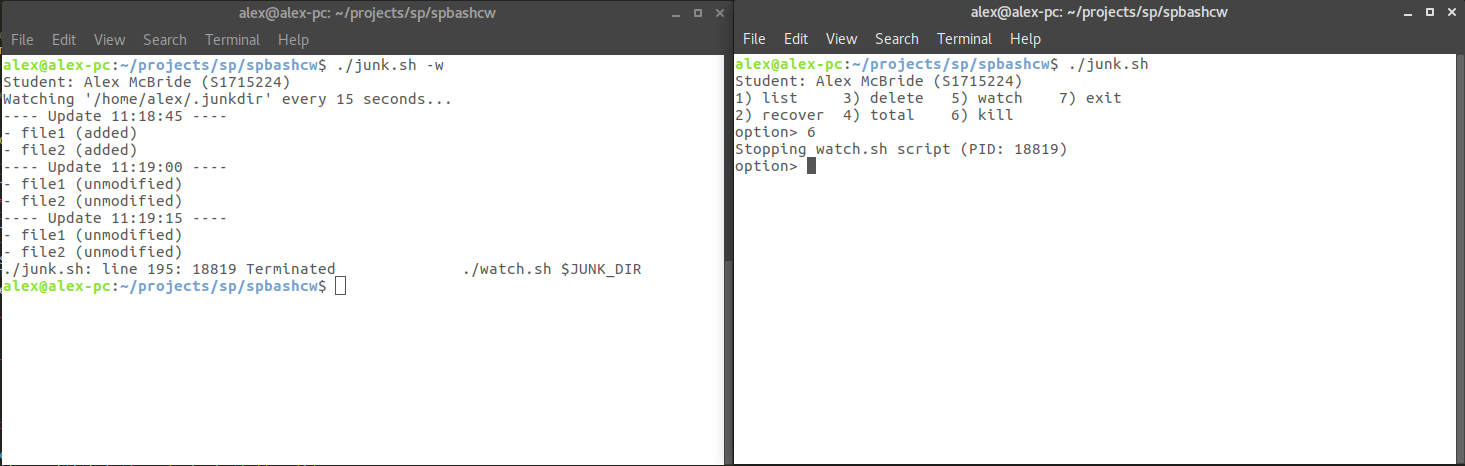 alex@alex-pc: ~/projects/sp/spbashcw
File Edit View Search Terminal Help
alex@alex-pc:~/projects/sp/spbashcw$ ./junk.sh -w
Student: Alex McBride (S1715224)
Watching '/home/alex/.junkdir' every 15 seconds...
---- Update 11:18:45 ----
- file1 (added)
- file2 (added)
---- Update 11:19:00 ----
- file1 (unmodified)
- file2 (unmodified)
---- Update 11:19:15 ----
- file1 (unmodified)
- file2 (unmodified)
./junk.sh: line 195: 18819 Terminated              ./watch.sh $JUNK_DIR
alex@alex-pc:~/projects/sp/spbashcw$
alex@alex-pc: ~/projects/sp/spbashcw
File Edit View Search Terminal Help
alex@alex-pc:~/projects/sp/spbashcw$ ./junk.sh
Student: Alex McBride (S1715224)
1) list     3) delete   5) watch    7) exit
2) recover  4) total    6) kill
option> 6
Stopping watch.sh script (PID: 18819)
option>